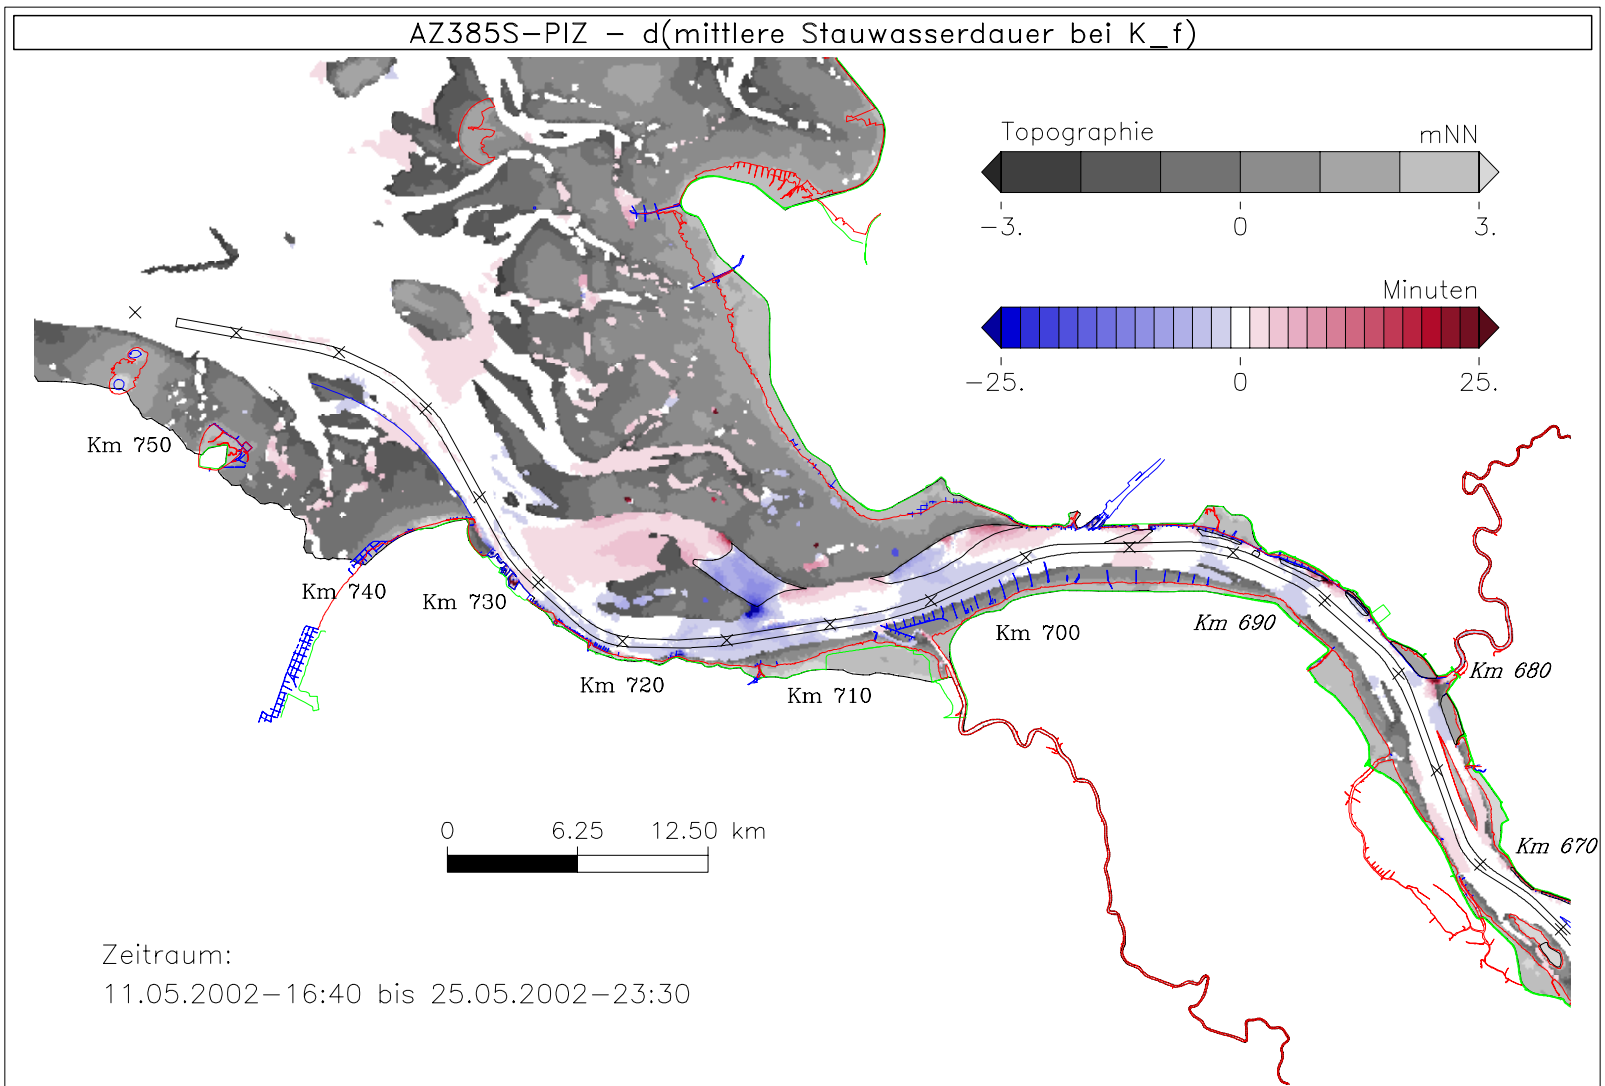 AZ385S-PIZ - d(mittlere Stauwasserdauer bei K_f)
Topographie mNN
-3. 0 3.
Minuten
-25. 0 25.
Km 750
Km 740
Km 730
Km 720
Km 710
Km 700
Km 690
Km 680
Km 670
0 6.25 12.50 km
Zeitraum:
11.05.2002-16:40 bis 25.05.2002-23:30